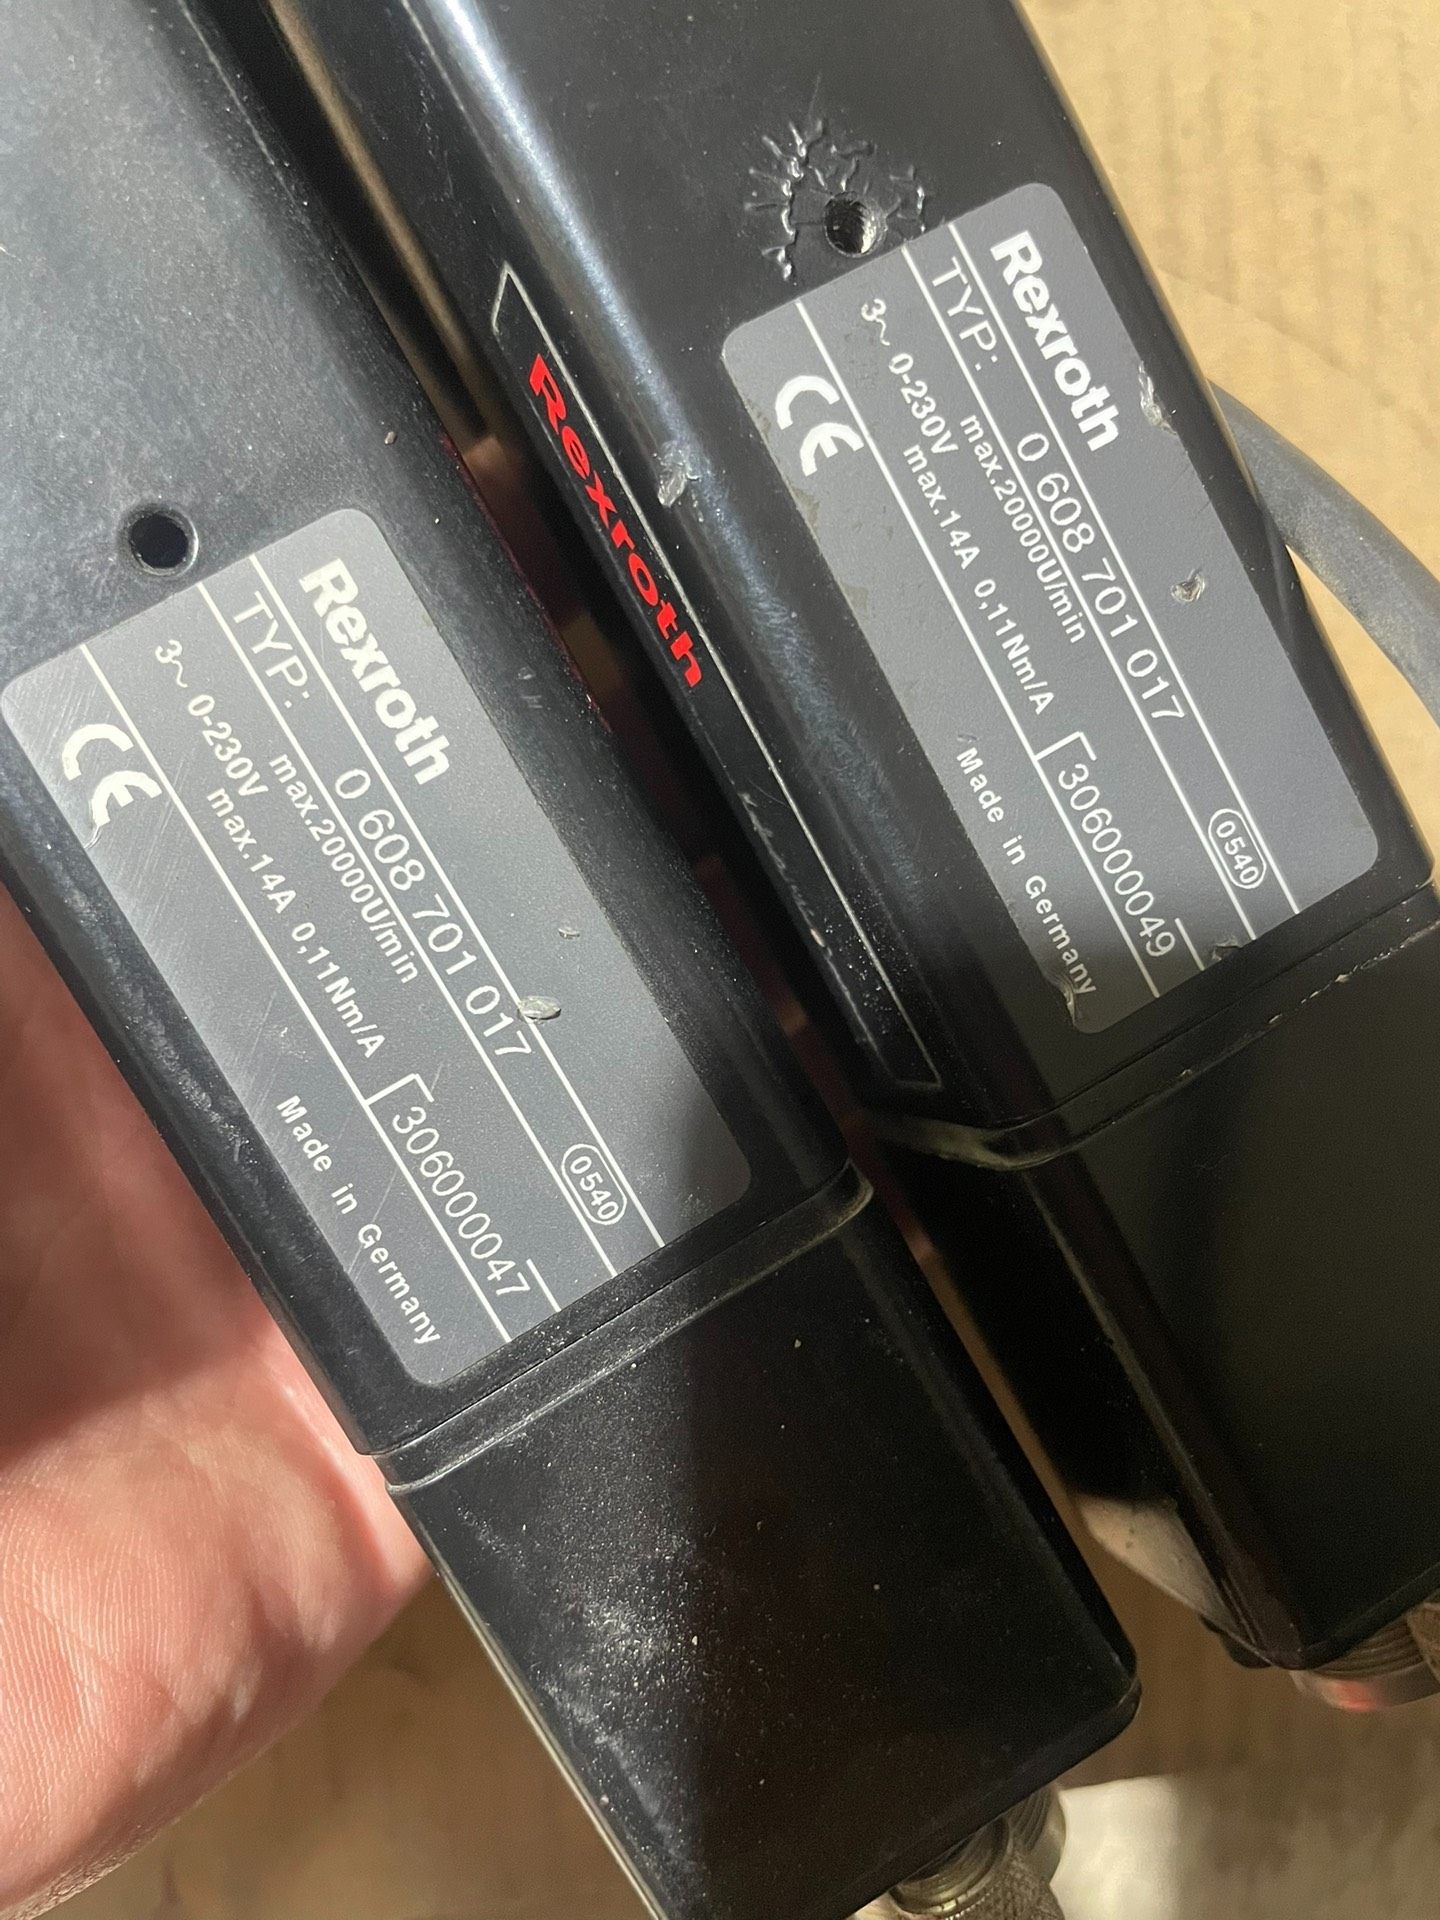 Rexroth
TYP: 0 608 701 017
max.20000U/min
3~ 0-230V max.14A 0,11Nm/A
0540
306000047
CE
Made in Germany
Rexroth
Rexroth
TYP: 0 608 701 017
max.20000U/min
3~ 0-230V max.14A 0,11Nm/A
0540
306000049
CE
Made in Germany